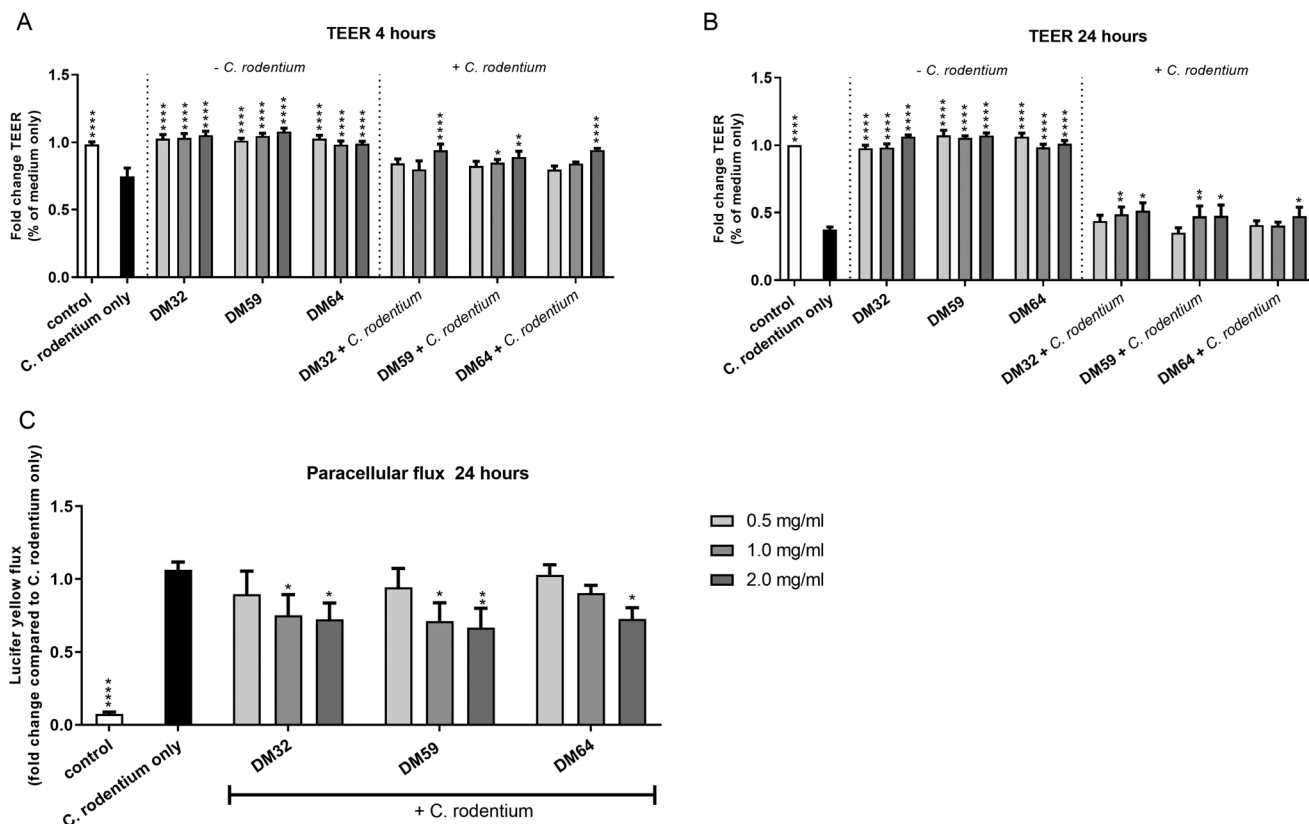 A
TEER 4 hours
- C. rodentium
+ C. rodentium
Fold change TEER
(% of medium only)
1.5
1.0
0.5
0.0
**** **** **** **** **** **** **** **** **** **** **** * ** ****
control
C. rodentium only
DM32
DM59
DM64
DM32 + C. rodentium
DM59 + C. rodentium
DM64 + C. rodentium
B
TEER 24 hours
- C. rodentium
+ C. rodentium
Fold change TEER
(% of medium only)
1.5
1.0
0.5
0.0
**** **** **** **** **** **** **** **** **** **** ** * ** * *
control
C. rodentium only
DM32
DM59
DM64
DM32 + C. rodentium
DM59 + C. rodentium
DM64 + C. rodentium
C
Paracellular flux 24 hours
Lucifer yellow flux
(fold change compared to C. rodentium only)
1.5
1.0
0.5
0.0
**** * * * ** *
control
C. rodentium only
DM32
DM59
DM64
+ C. rodentium
0.5 mg/ml
1.0 mg/ml
2.0 mg/ml